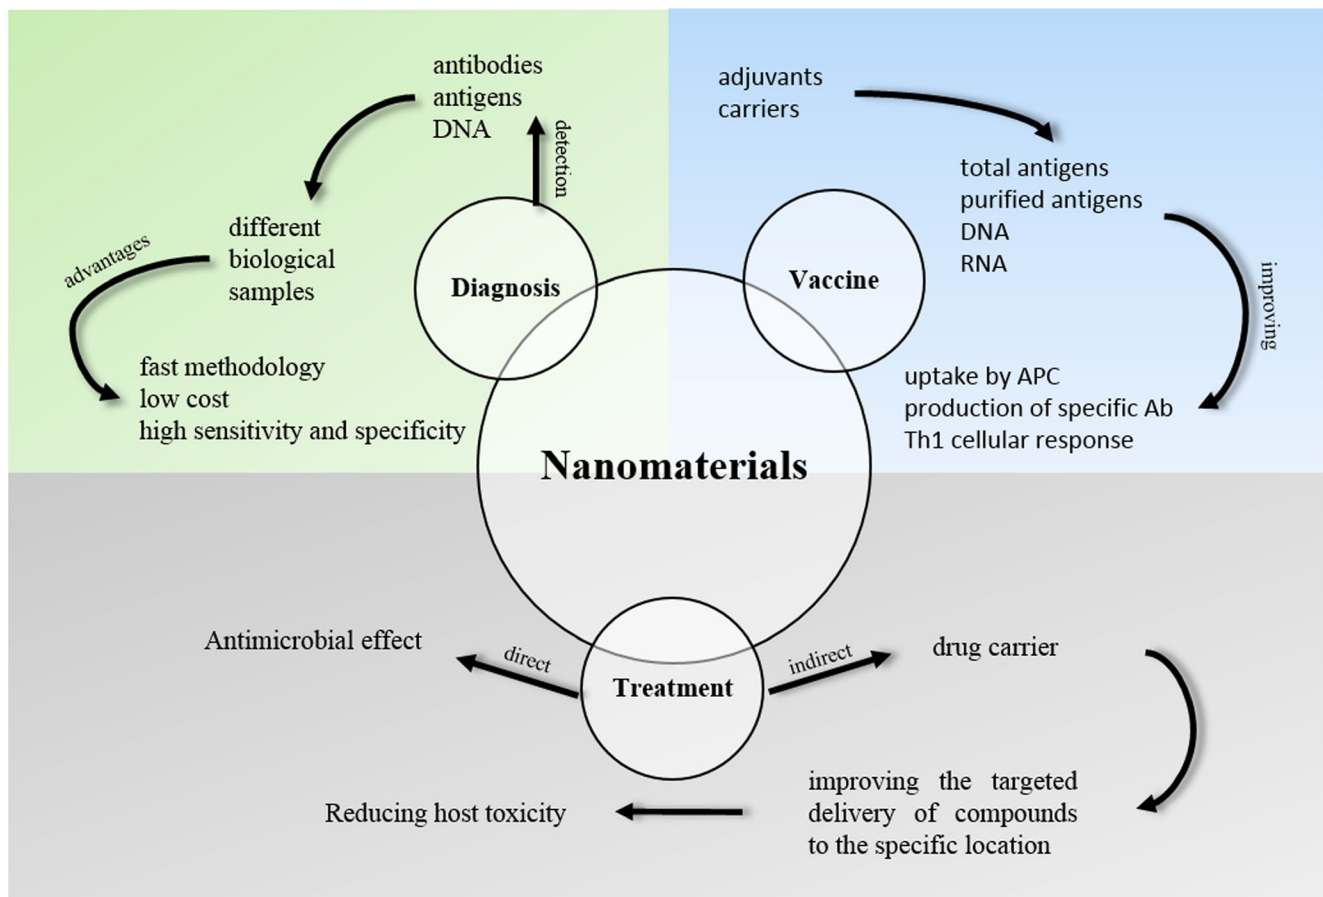 antibodies
antigens
DNA
detection
different
biological
samples
advantages
fast methodology
low cost
high sensitivity and specificity
Diagnosis
adjuvants
carriers
total antigens
purified antigens
DNA
RNA
improving
uptake by APC
production of specific Ab
Th1 cellular response
Vaccine
Nanomaterials
Antimicrobial effect
direct
Treatment
indirect
drug carrier
improving the targeted
delivery of compounds
to the specific location
Reducing host toxicity